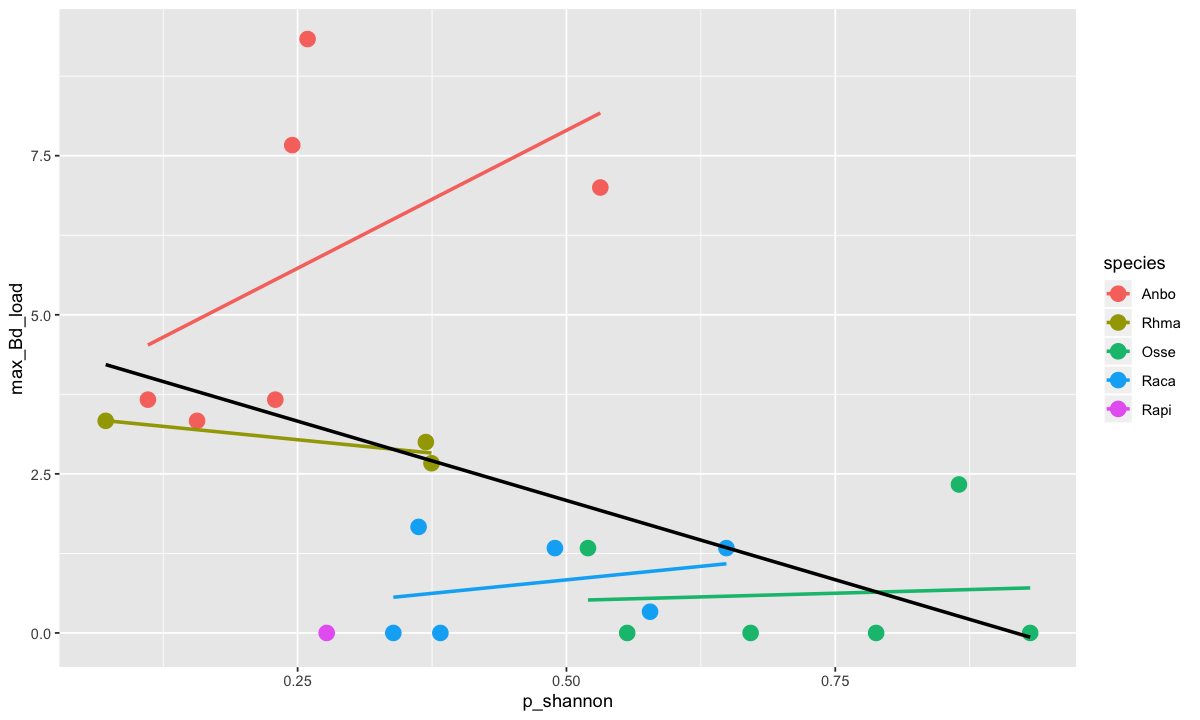 max_Bd_load
7.5
5.0
2.5
0.0
0.25
0.50
0.75
p_shannon
species
Anbo
Rhma
Osse
Raca
Rapi